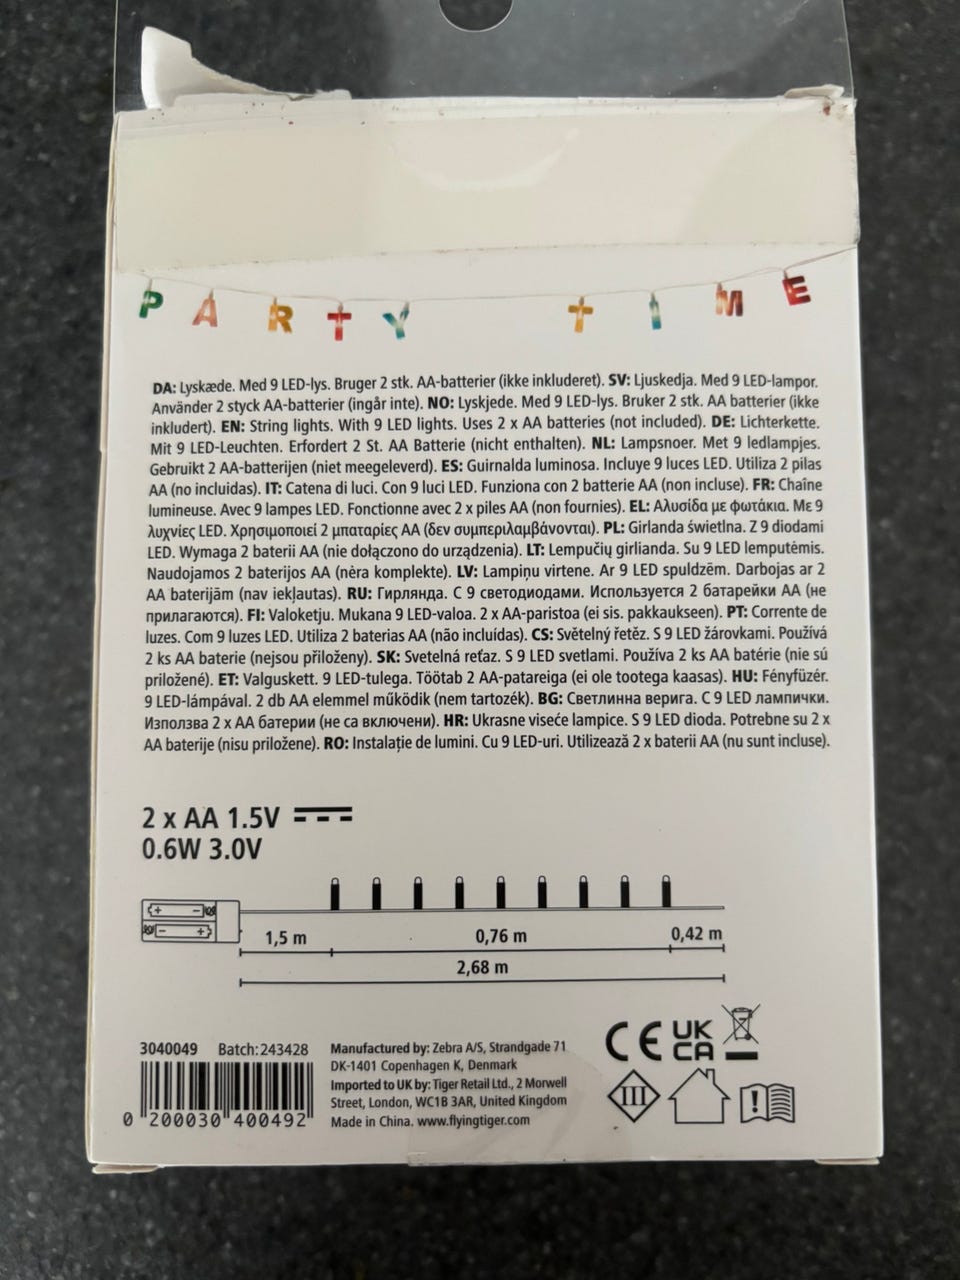 PARTY TIME
DA: Lyskæde. Med 9 LED-lys. Bruger 2 stk. AA-batterier (ikke inkluderet). SV: Ljuskedja. Med 9 LED-lampor.
Använder 2 styck AA-batterier (ingår inte). NO: Lyskjede. Med 9 LED-lys. Bruker 2 stk. AA batterier (ikke
inkludert). EN: String lights. With 9 LED lights. Uses 2 x AA batteries (not included). DE: Lichterkette.
Mit 9 LED-Leuchten. Erfordert 2 St. AA Batterie (nicht enthalten). NL: Lampsnoer. Met 9 ledlampjes.
Gebruikt 2 AA-batterijen (niet meegeleverd). ES: Guirnalda luminosa. Incluye 9 luces LED. Utiliza 2 pilas
AA (no incluidas). IT: Catena di luci. Con 9 luci LED. Funziona con 2 batterie AA (non incluse). FR: Chaîne
lumineuse. Avec 9 lampes LED. Fonctionne avec 2 x piles AA (non fournies). EL: Αλυσίδα με φωτάκια. Με 9
λυχνίες LED. Χρησιμοποιεί 2 μπαταρίες AA (δεν συμπεριλαμβάνονται). PL: Girlanda świetlna. Z 9 diodami
LED. Wymaga 2 baterii AA (nie dołączono do urządzenia). LT: Lempučių girlianda. Su 9 LED lemputėmis.
Naudojamos 2 baterijos AA (nėra komplekte). LV: Lampiņu virtene. Ar 9 LED spuldzēm. Darbojas ar 2
AA baterijām (nav iekļautas). RU: Гирлянда. С 9 светодиодами. Используется 2 батарейки AA (не
прилагаются). FI: Valoketju. Mukana 9 LED-valoa. 2 x AA-paristoa (ei sis. pakkaukseen). PT: Corrente de
luzes. Com 9 luzes LED. Utiliza 2 baterias AA (não incluídas). CS: Světelný řetěz. S 9 LED žárovkami. Používá
2 ks AA baterie (nejsou přiloženy). SK: Svetelná reťaz. S 9 LED svetlami. Používa 2 ks AA batérie (nie sú
priložené). ET: Valguskett. 9 LED-tulega. Töötab 2 AA-patareiga (ei ole tootega kaasas). HU: Fényfüzér.
9 LED-lámpával. 2 db AA elemmel működik (nem tartozék). BG: Светлинна верига. С 9 LED лампички.
Използва 2 x AA батерии (не са включени). HR: Ukrasne viseće lampice. S 9 LED dioda. Potrebne su 2 x
AA baterije (nisu priložene). RO: Instalație de lumini. Cu 9 LED-uri. Utilizează 2 x baterii AA (nu sunt incluse).
2 x AA 1.5V
0.6W 3.0V
1,5 m 0,76 m 0,42 m
2,68 m
3040049 Batch:243428
0 200030 400492
Manufactured by: Zebra A/S, Strandgade 71
DK-1401 Copenhagen K, Denmark
Imported to UK by: Tiger Retail Ltd., 2 Morwell
Street, London, WC1B 3AR, United Kingdom
Made in China. www.flyingtiger.com
CE UK
CA
III
!